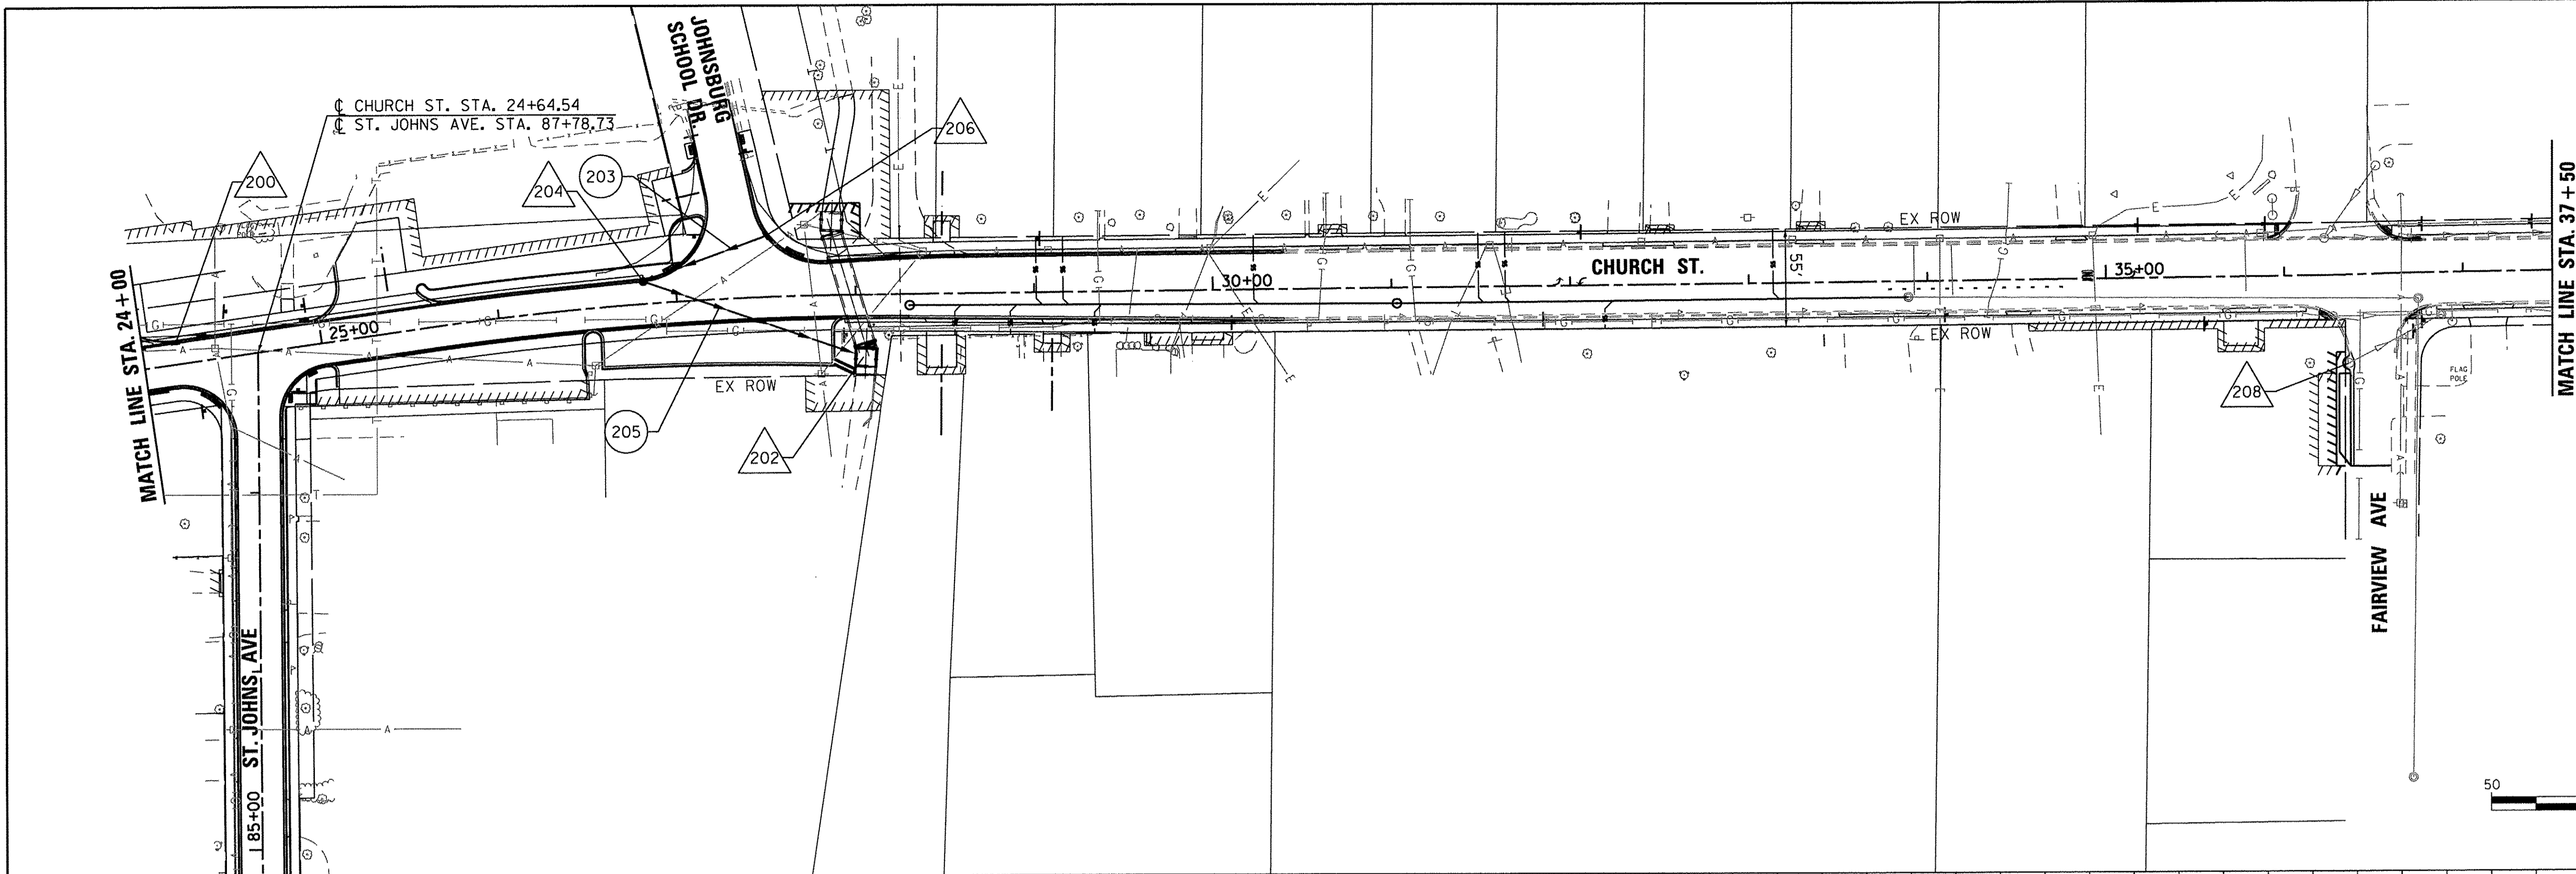 JOHNSBURG
SCHOOL DR.
℄ CHURCH ST. STA. 24+64.54
℄ ST. JOHNS AVE. STA. 87+78.73
200
204
203
206
MATCH LINE STA. 24+00
25+00
30+00
CHURCH ST.
55'
EX ROW
35+00
MATCH LINE STA. 37+50
EX ROW
EX ROW
205
202
208
FLAG
POLE
FAIRVIEW AVE
ST. JOHNS AVE
85+00
50